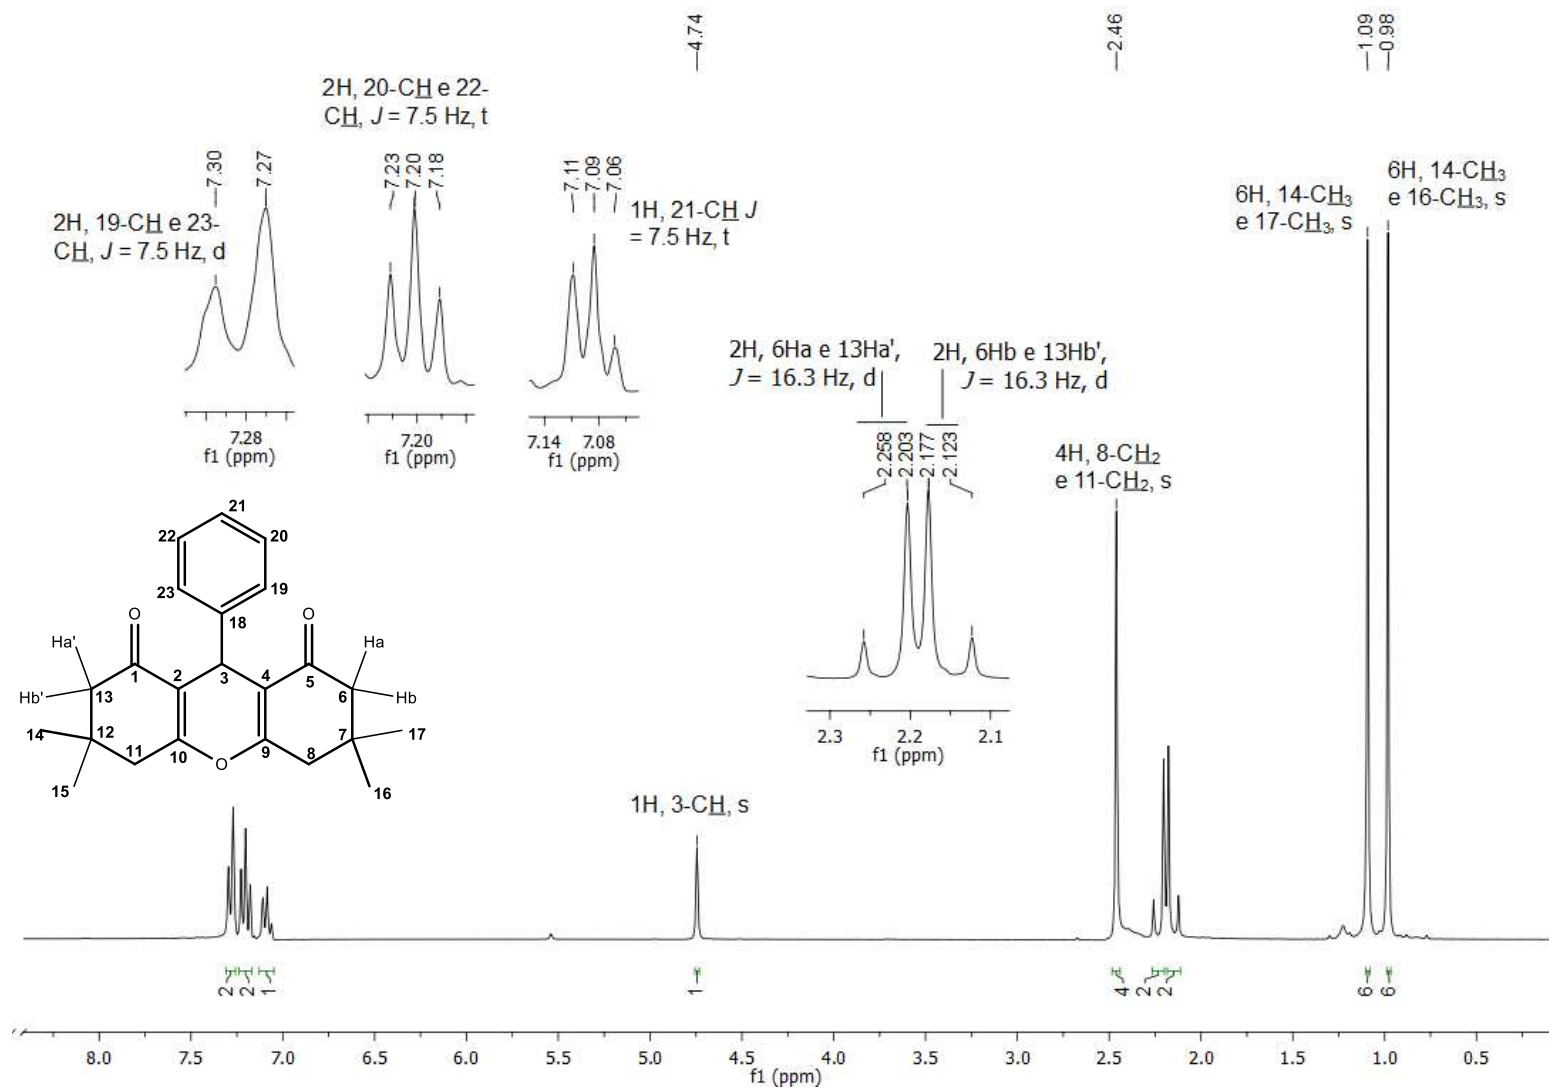 4.74
2.46
1.09
0.98
2H, 20-CH e 22-
CH, J = 7.5 Hz, t
7.30
7.27
7.23
7.20
7.18
7.11
7.09
7.06
2H, 19-CH e 23-
CH, J = 7.5 Hz, d
1H, 21-CH J
= 7.5 Hz, t
6H, 14-CH3
e 17-CH3, s
6H, 14-CH3
e 16-CH3, s
7.28
f1 (ppm)
7.20
f1 (ppm)
7.14 7.08
f1 (ppm)
2H, 6Ha e 13Ha',
J = 16.3 Hz, d
2H, 6Hb e 13Hb',
J = 16.3 Hz, d
2.258
2.203
2.177
2.123
4H, 8-CH2
e 11-CH2, s
2.3 2.2 2.1
f1 (ppm)
21
22 20
23 19
18
O O
Ha' Ha
1 2 3 4 5
Hb' 13 6 Hb
14 12 7 17
11 10 O 9 8
15 16
1H, 3-CH, s
2 2 1 1 4 2 2 6 6
8.0 7.5 7.0 6.5 6.0 5.5 5.0 4.5 4.0 3.5 3.0 2.5 2.0 1.5 1.0 0.5
f1 (ppm)